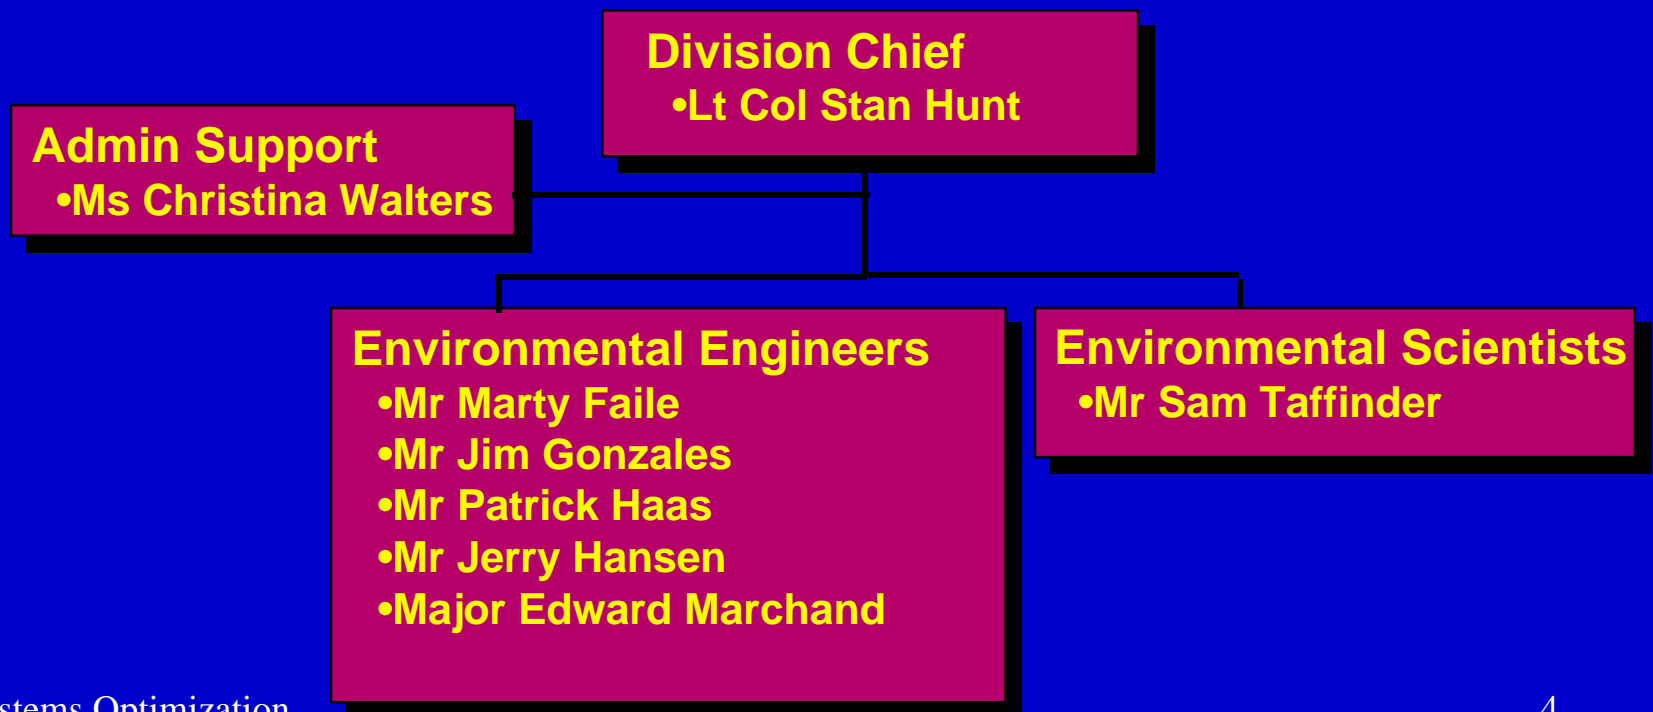 Division Chief
•Lt Col Stan Hunt
Admin Support
•Ms Christina Walters
Environmental Engineers
•Mr Marty Faile
•Mr Jim Gonzales
•Mr Patrick Haas
•Mr Jerry Hansen
•Major Edward Marchand
Environmental Scientists
•Mr Sam Taffinder
stems Optimization
4